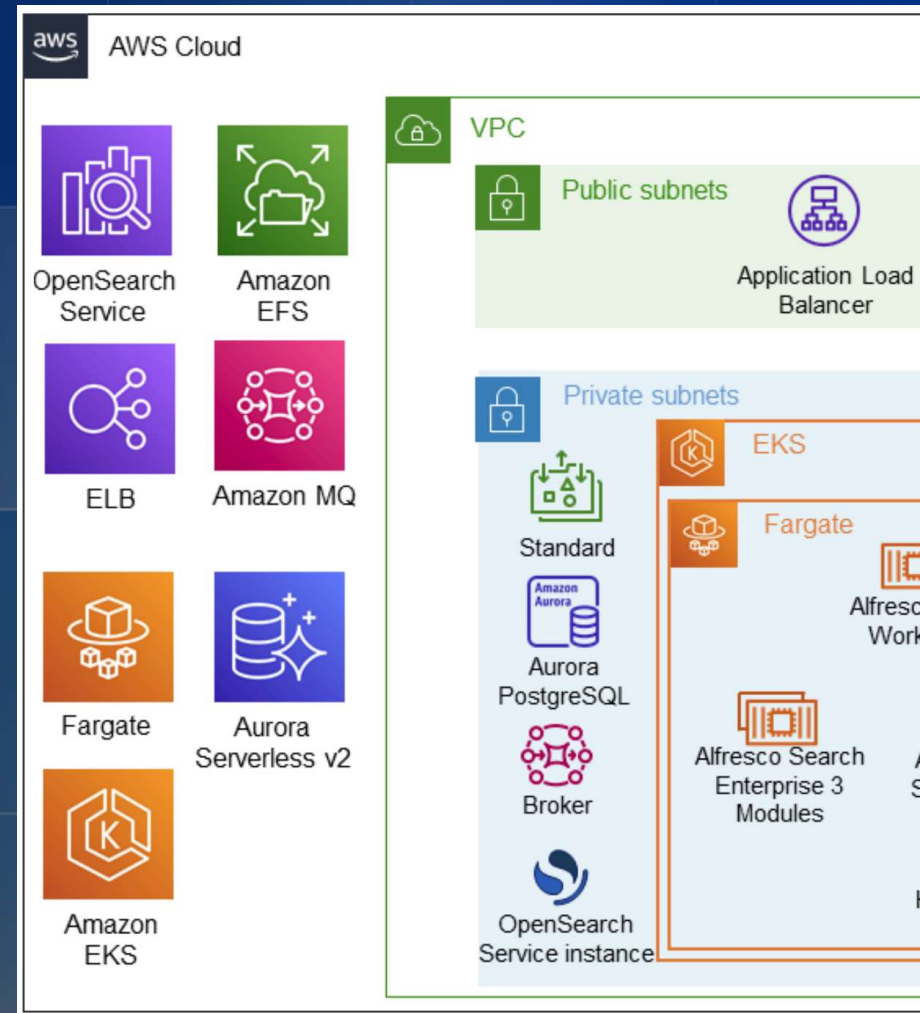 aws
AWS Cloud
VPC
Public subnets
Application Load
Balancer
OpenSearch
Service
Amazon
EFS
ELB
Amazon MQ
Fargate
Aurora
Serverless v2
Amazon
EKS
Private subnets
Standard
Amazon
Aurora
Aurora
PostgreSQL
Broker
OpenSearch
Service instance
EKS
Fargate
Alfresco Search
Enterprise 3
Modules